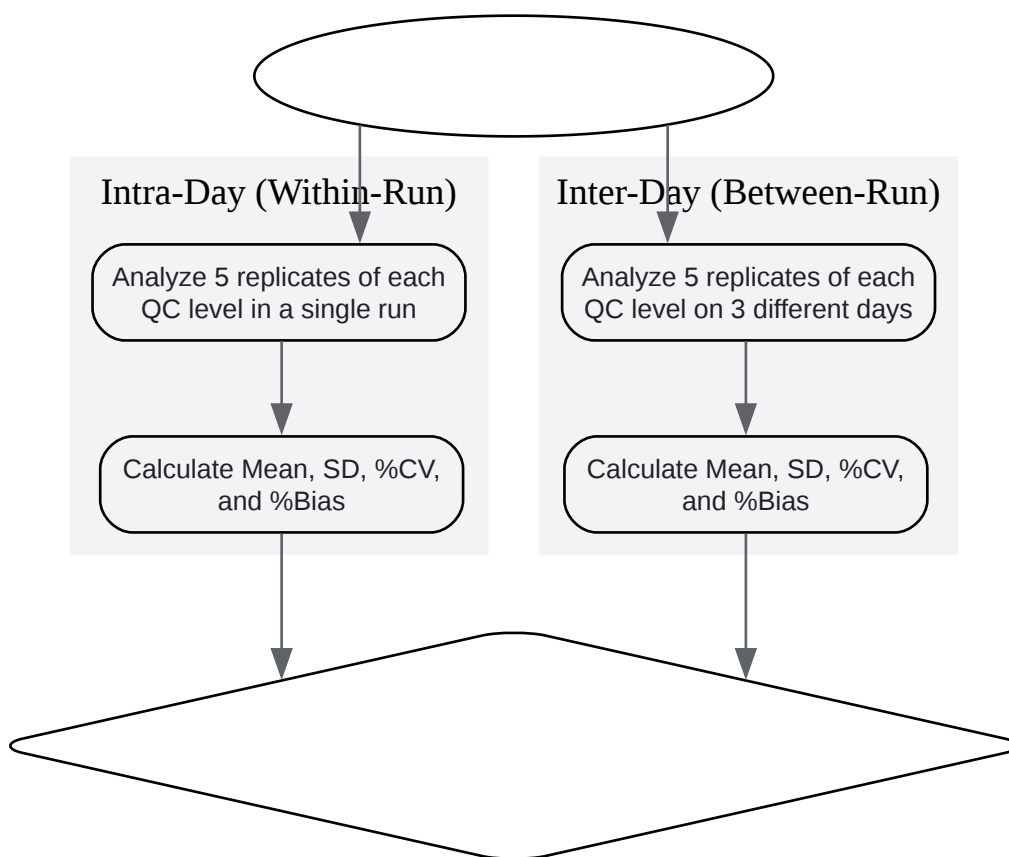 Intra-Day (Within-Run)
Analyze 5 replicates of each
QC level in a single run
Calculate Mean, SD, %CV,
and %Bias
Inter-Day (Between-Run)
Analyze 5 replicates of each
QC level on 3 different days
Calculate Mean, SD, %CV,
and %Bias